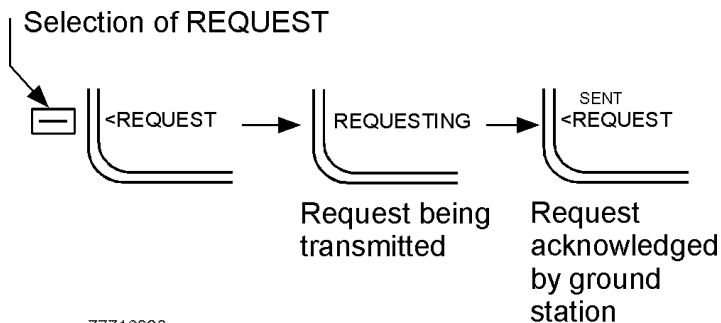 Selection of REQUEST
<REQUEST
REQUESTING
SENT
<REQUEST
Request being
transmitted
Request
acknowledged
by ground
station